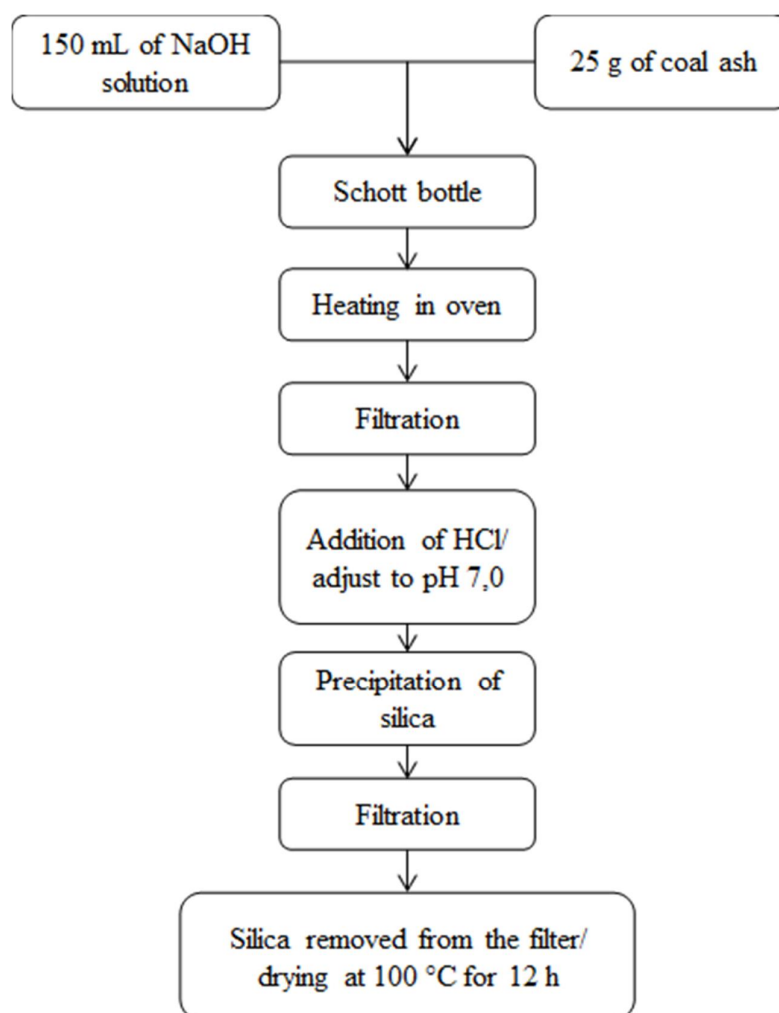 150 mL of NaOH
solution
25 g of coal ash
Schott bottle
Heating in oven
Filtration
Addition of HCl/
adjust to pH 7,0
Precipitation of
silica
Filtration
Silica removed from the filter/
drying at 100 °C for 12 h